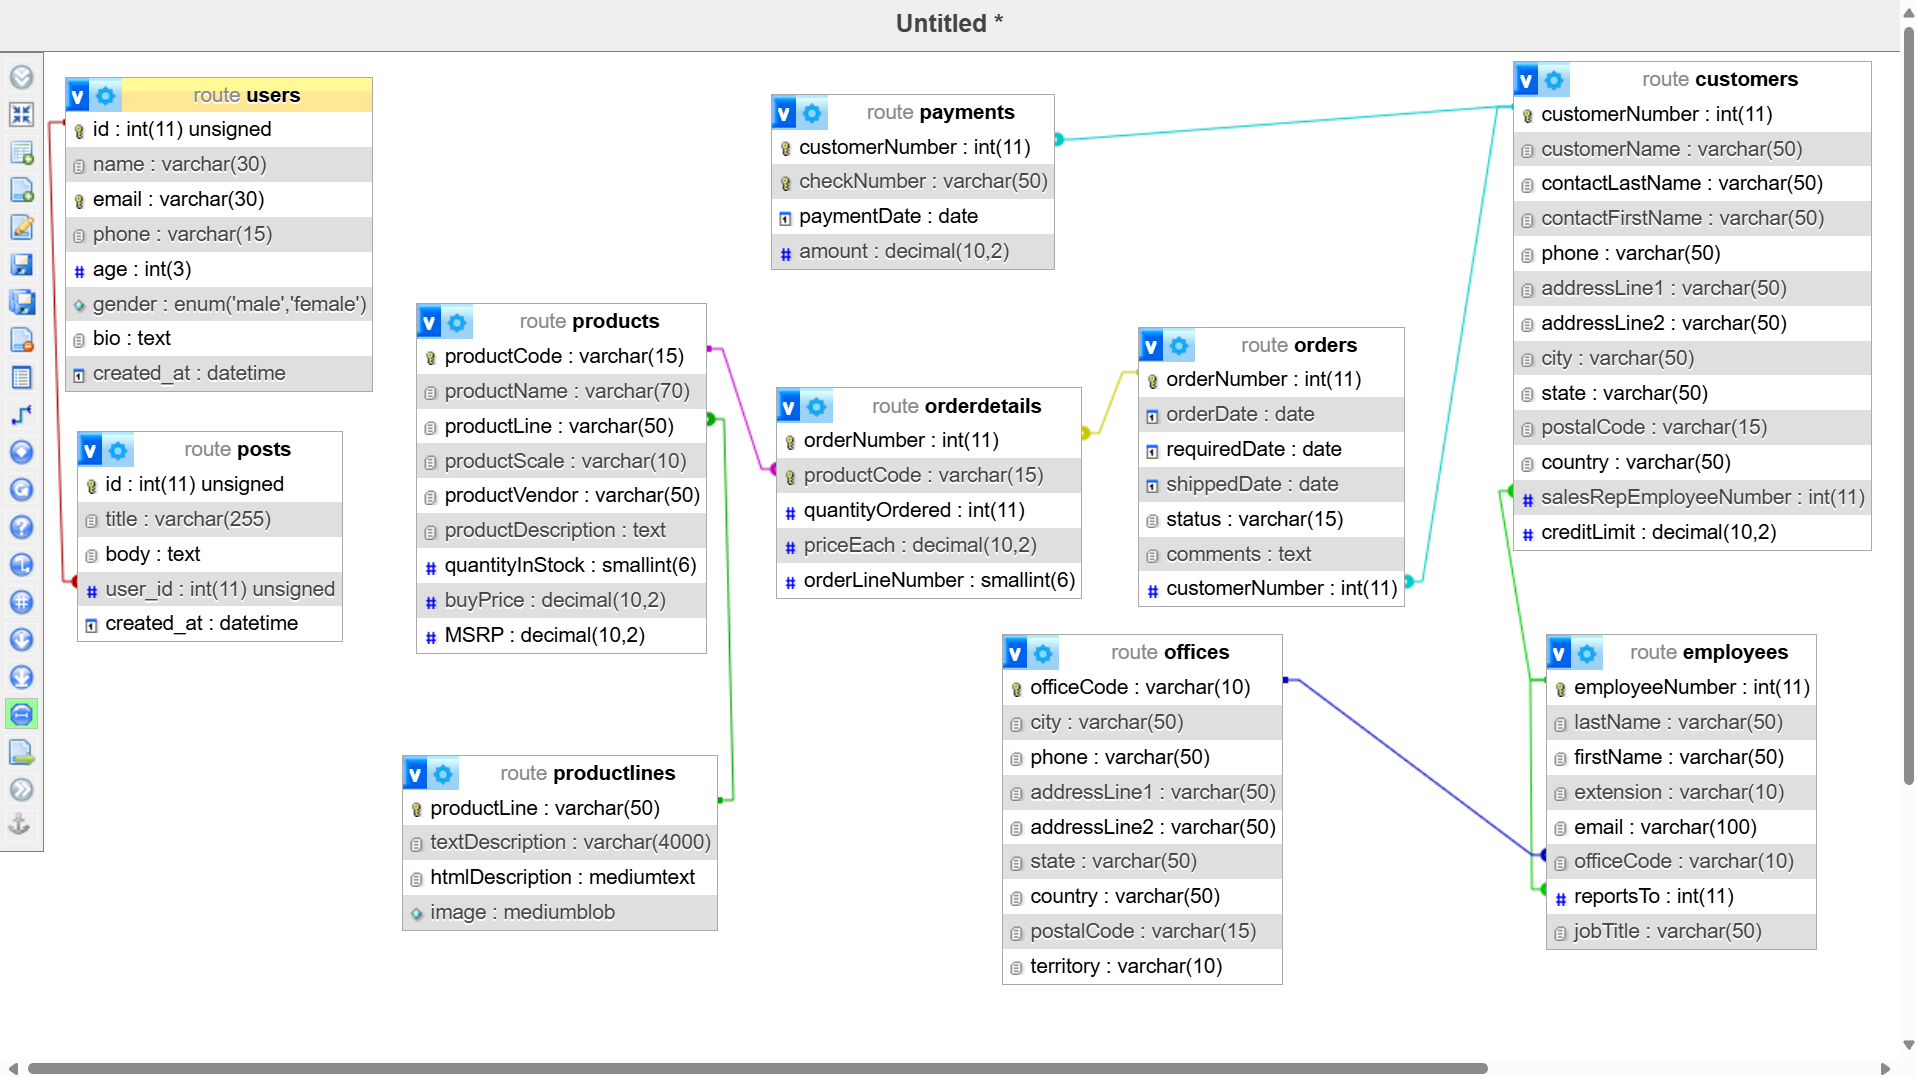 Untitled *
route users
id : int(11) unsigned
name : varchar(30)
email : varchar(30)
phone : varchar(15)
age : int(3)
gender : enum('male','female')
bio : text
created_at : datetime
route posts
id : int(11) unsigned
title : varchar(255)
body : text
user_id : int(11) unsigned
created_at : datetime
route products
productCode : varchar(15)
productName : varchar(70)
productLine : varchar(50)
productScale : varchar(10)
productVendor : varchar(50)
productDescription : text
quantityInStock : smallint(6)
buyPrice : decimal(10,2)
MSRP : decimal(10,2)
route productlines
productLine : varchar(50)
textDescription : varchar(4000)
htmlDescription : mediumtext
image : mediumblob
route payments
customerNumber : int(11)
checkNumber : varchar(50)
paymentDate : date
amount : decimal(10,2)
route orderdetails
orderNumber : int(11)
productCode : varchar(15)
quantityOrdered : int(11)
priceEach : decimal(10,2)
orderLineNumber : smallint(6)
route orders
orderNumber : int(11)
orderDate : date
requiredDate : date
shippedDate : date
status : varchar(15)
comments : text
customerNumber : int(11)
route offices
officeCode : varchar(10)
city : varchar(50)
phone : varchar(50)
addressLine1 : varchar(50)
addressLine2 : varchar(50)
state : varchar(50)
country : varchar(50)
postalCode : varchar(15)
territory : varchar(10)
route customers
customerNumber : int(11)
customerName : varchar(50)
contactLastName : varchar(50)
contactFirstName : varchar(50)
phone : varchar(50)
addressLine1 : varchar(50)
addressLine2 : varchar(50)
city : varchar(50)
state : varchar(50)
postalCode : varchar(15)
country : varchar(50)
salesRepEmployeeNumber : int(11)
creditLimit : decimal(10,2)
route employees
employeeNumber : int(11)
lastName : varchar(50)
firstName : varchar(50)
extension : varchar(10)
email : varchar(100)
officeCode : varchar(10)
reportsTo : int(11)
jobTitle : varchar(50)